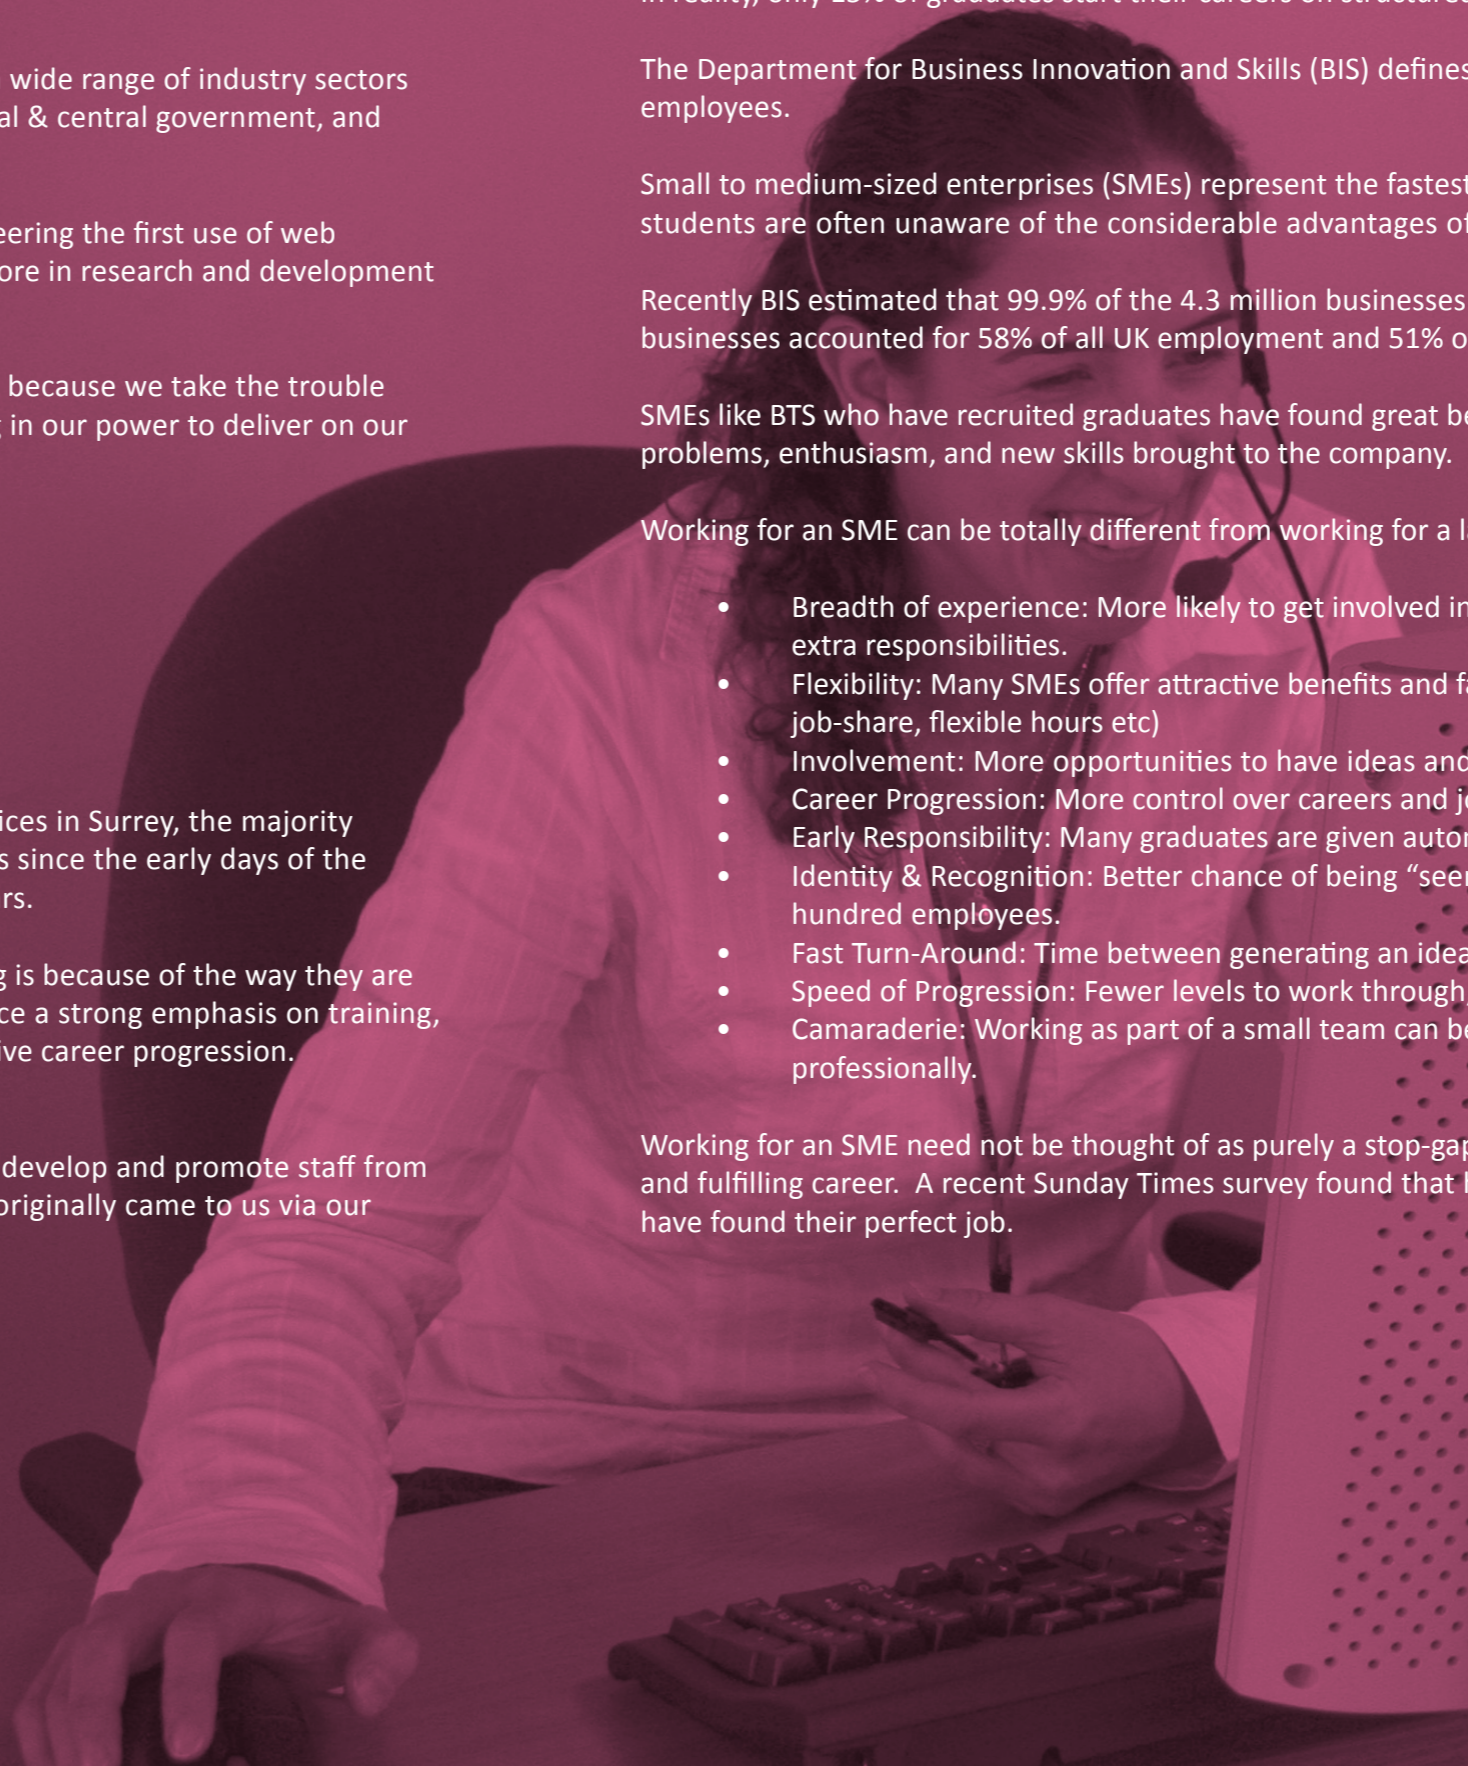 wide range of industry sectors
al & central government, and
eering the first use of web
ore in research and development
because we take the trouble
in our power to deliver on our
ices in Surrey, the majority
s since the early days of the
rs.
g is because of the way they are
ce a strong emphasis on training,
ive career progression.
develop and promote staff from
originally came to us via our
The Department for Business Innovation and Skills (BIS) defines
employees.
Small to medium-sized enterprises (SMEs) represent the fastest
students are often unaware of the considerable advantages of
Recently BIS estimated that 99.9% of the 4.3 million businesses
businesses accounted for 58% of all UK employment and 51% o
SMEs like BTS who have recruited graduates have found great be
problems, enthusiasm, and new skills brought to the company.
Working for an SME can be totally different from working for a la
• Breadth of experience: More likely to get involved in
extra responsibilities.
• Flexibility: Many SMEs offer attractive benefits and fa
job-share, flexible hours etc)
• Involvement: More opportunities to have ideas and
• Career Progression: More control over careers and jo
• Early Responsibility: Many graduates are given auton
• Identity & Recognition: Better chance of being “seen
hundred employees.
• Fast Turn-Around: Time between generating an idea
• Speed of Progression: Fewer levels to work through,
• Camaraderie: Working as part of a small team can be
professionally.
Working for an SME need not be thought of as purely a stop-gap
and fulfilling career. A recent Sunday Times survey found that h
have found their perfect job.